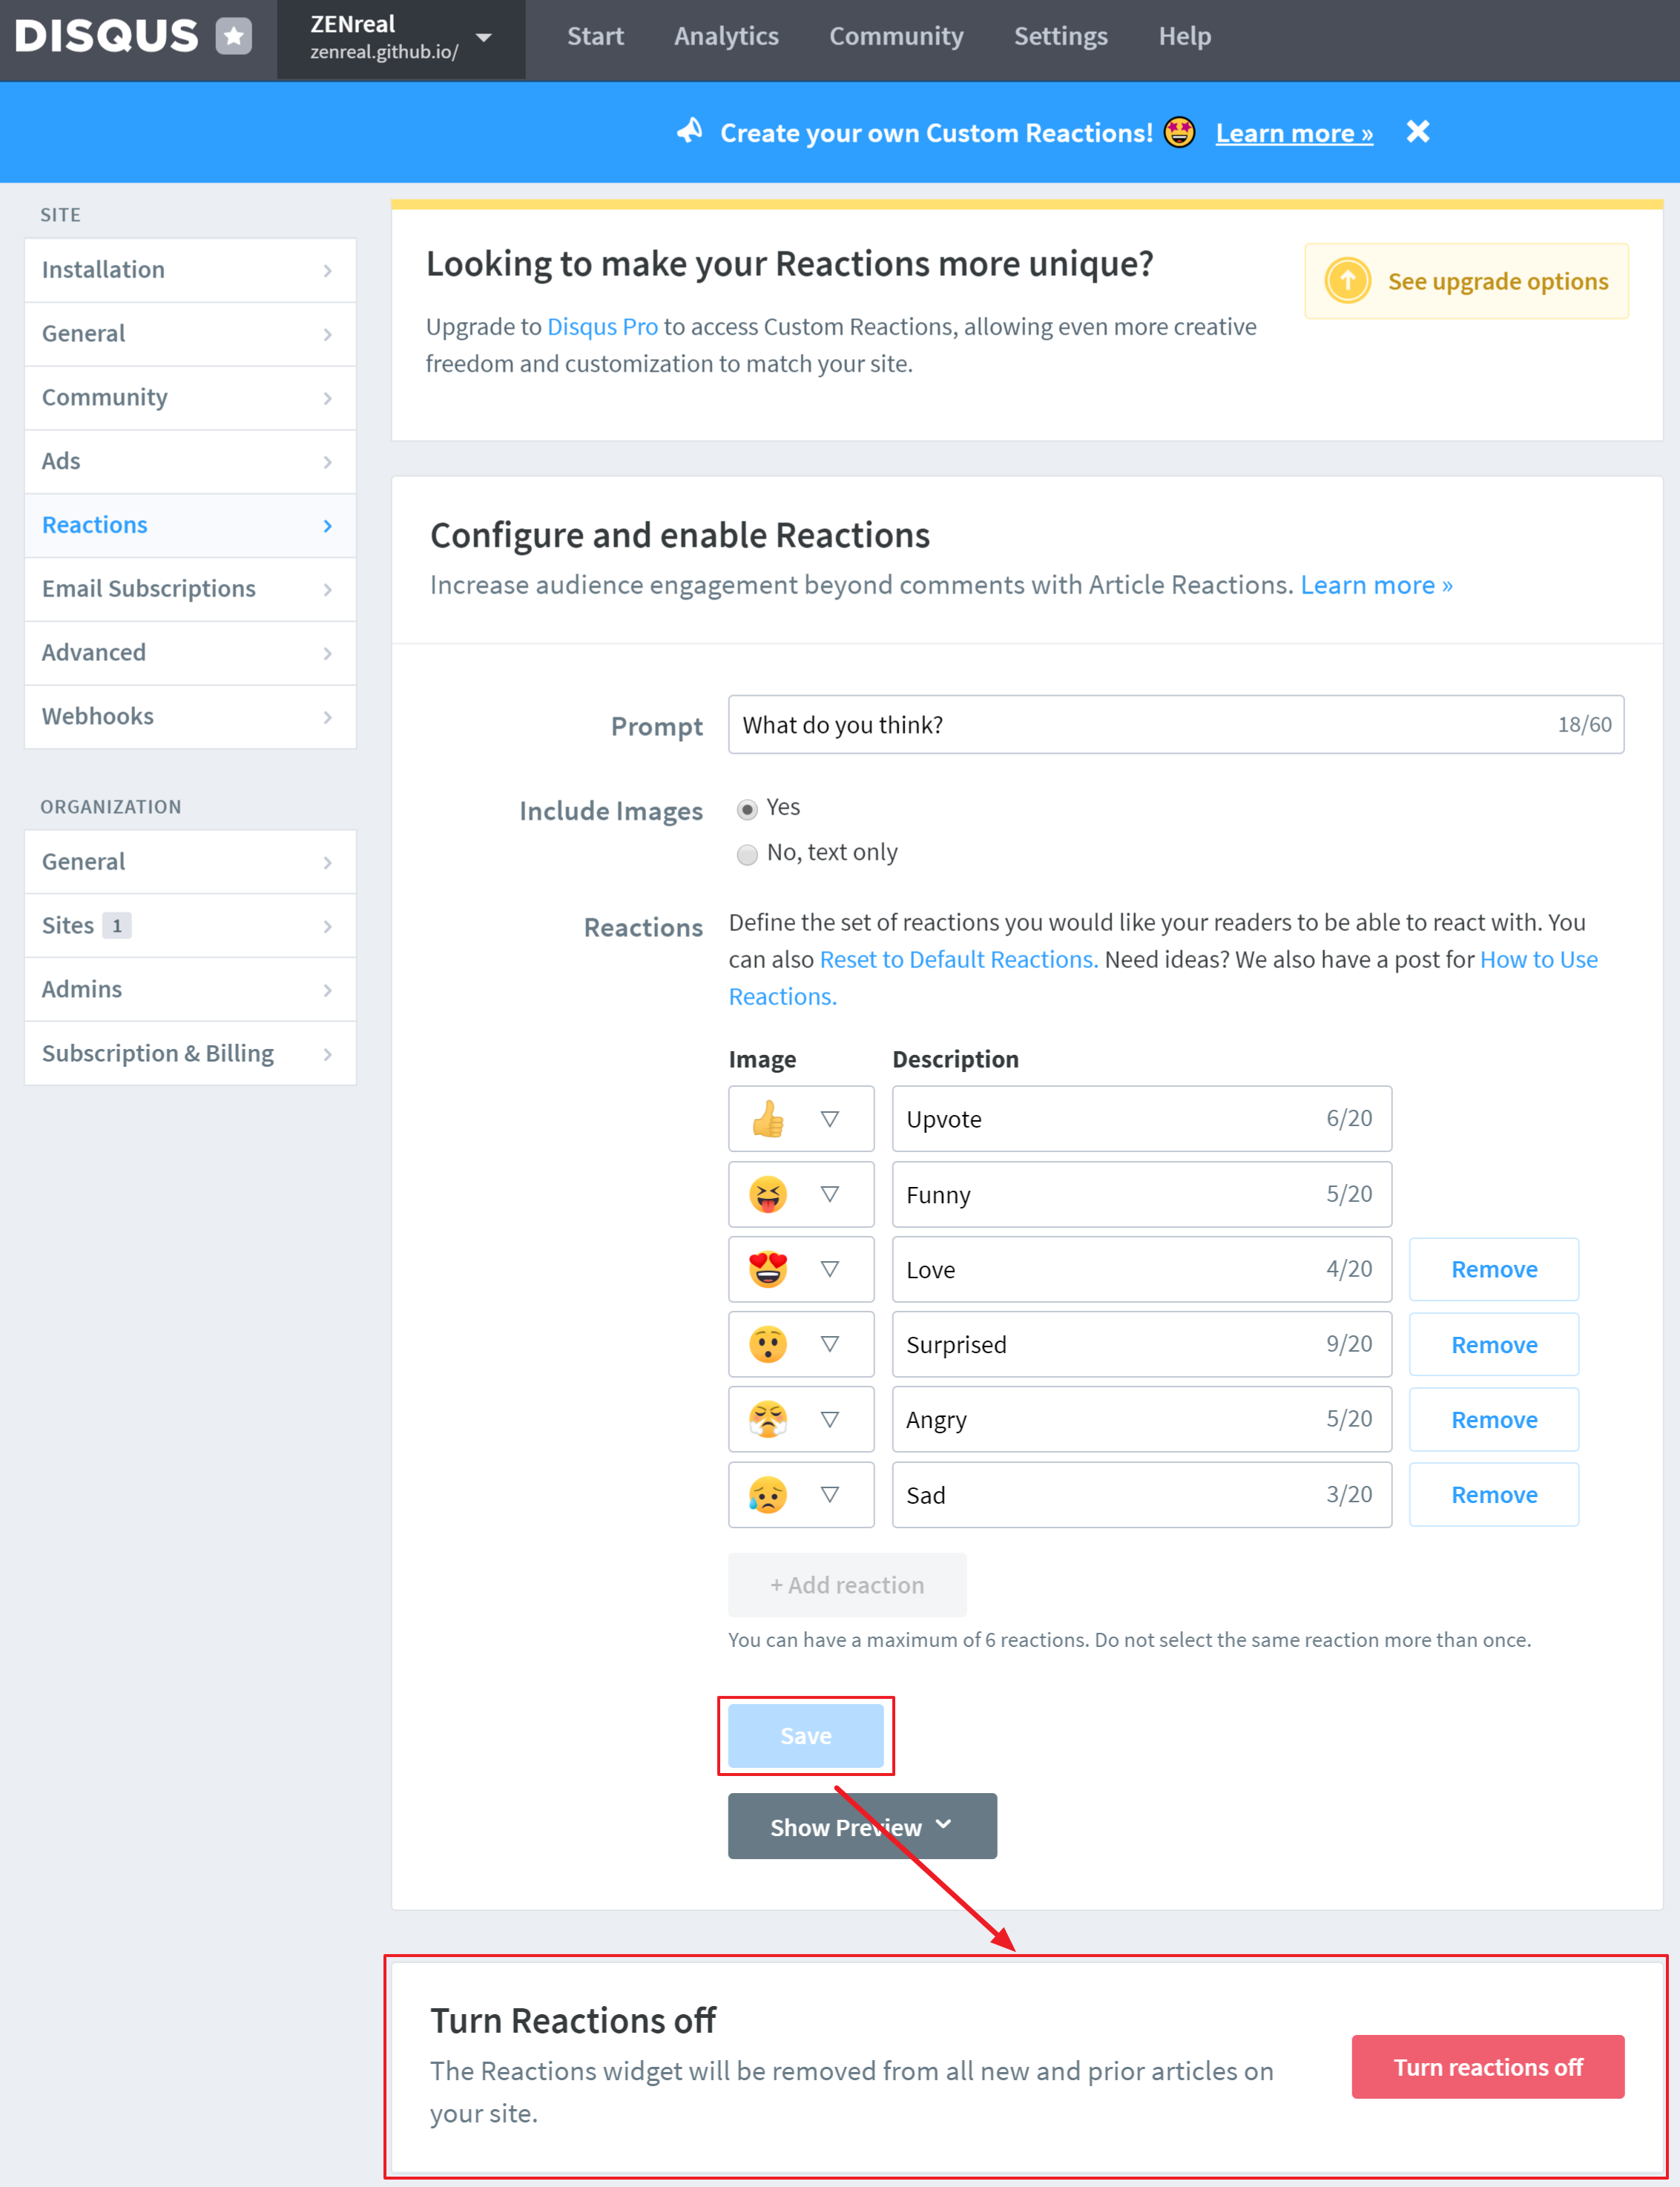 DISQUS
ZENreal
zenreal.github.io/
Start
Analytics
Community
Settings
Help
Create your own Custom Reactions! 🤩 Learn more »
SITE
Installation
General
Community
Ads
Reactions
Email Subscriptions
Advanced
Webhooks
ORGANIZATION
General
Sites 1
Admins
Subscription & Billing
Looking to make your Reactions more unique?
Upgrade to Disqus Pro to access Custom Reactions, allowing even more creative
freedom and customization to match your site.
See upgrade options
Configure and enable Reactions
Increase audience engagement beyond comments with Article Reactions. Learn more »
Prompt
What do you think?
18/60
Include Images
Yes
No, text only
Reactions
Define the set of reactions you would like your readers to be able to react with. You
can also Reset to Default Reactions. Need ideas? We also have a post for How to Use
Reactions.
Image
Description
Upvote
6/20
Funny
5/20
Love
4/20
Remove
Surprised
9/20
Remove
Angry
5/20
Remove
Sad
3/20
Remove
+ Add reaction
You can have a maximum of 6 reactions. Do not select the same reaction more than once.
Save
Show Preview
Turn Reactions off
The Reactions widget will be removed from all new and prior articles on
your site.
Turn reactions off